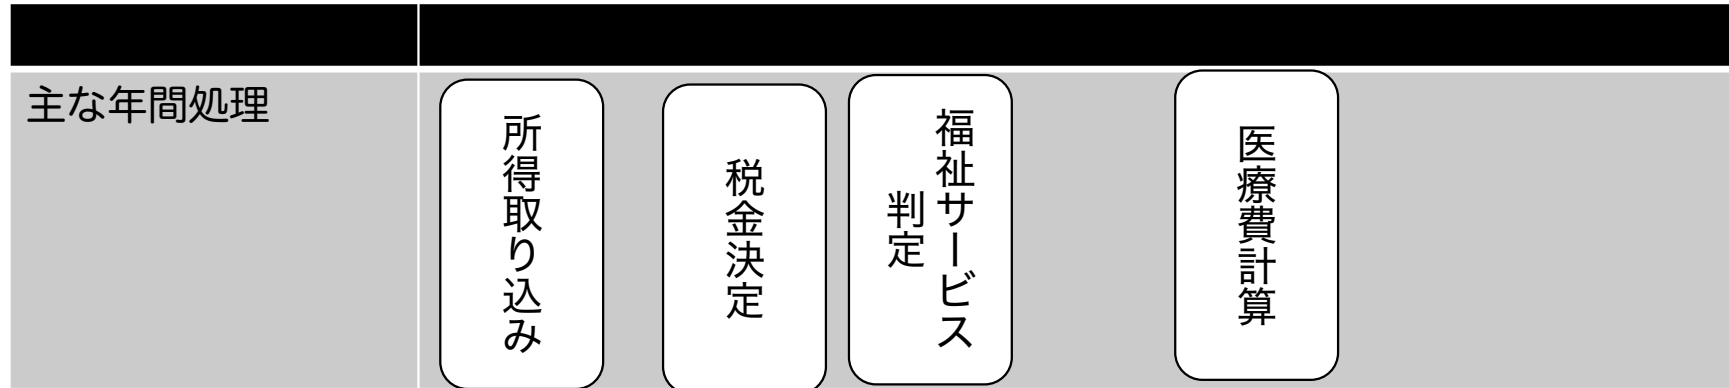 主な年間処理
所得取り込み
税金決定
福祉サービス
判定
医療費計算